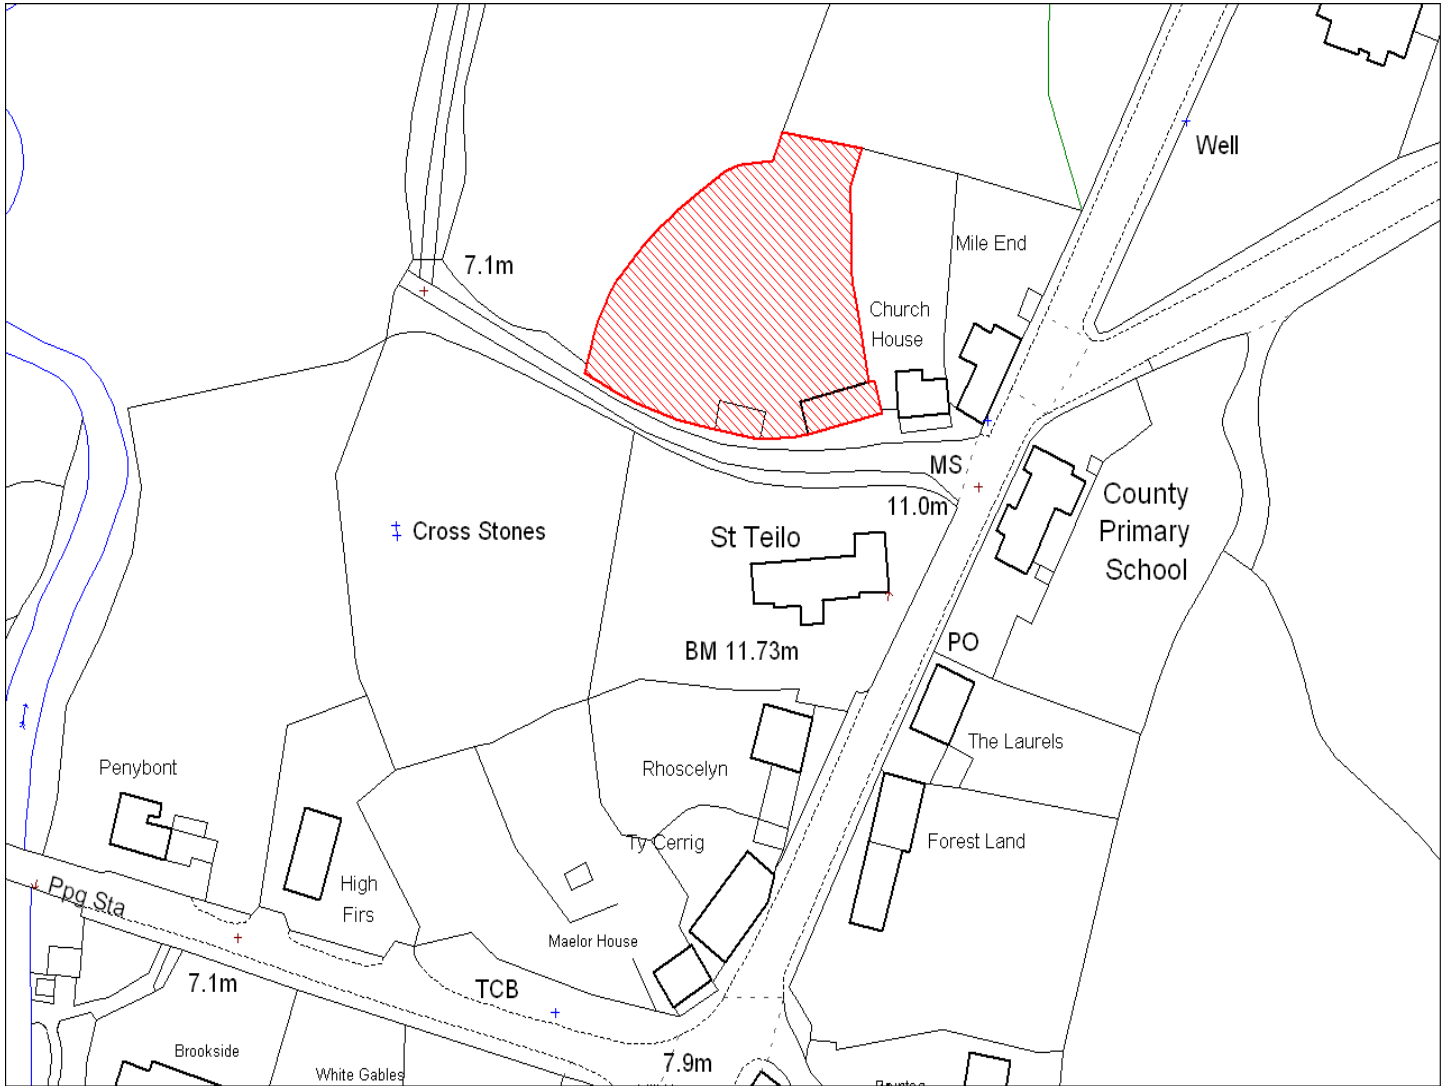 Well
Mile End
7.1m
Church
House
MS
11.0m
County
Primary
School
Cross Stones
St Teilo
BM 11.73m
PO
The Laurels
Rhoscelyn
Penybont
Ty Cerrig
Forest Land
High
Firs
Ppg Sta
Maelor House
7.1m
TCB
Brookside
White Gables
7.9m